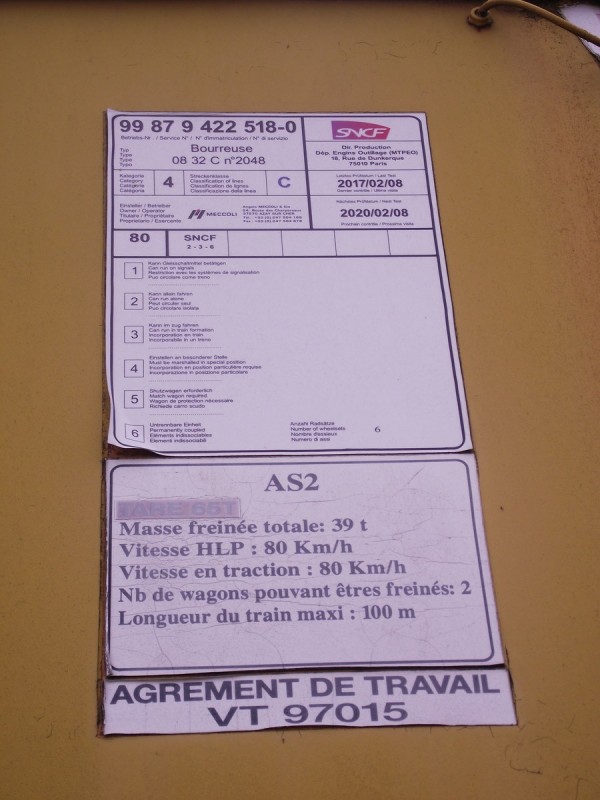 99 87 9 422 518-0
Betriebs-Nr. / Service N° / N° d'immatriculation / N° di servizio
SNCF
Typ
Type
Type
Tipo
Bourreuse
08 32 C n°2048
Dir. Production
Dép. Engins Outillage (MTPEO)
18, Rue de Dunkerque
75010 Paris
Kategorie
Category
Catégorie
Categoria
4
Streckenklasse
Classification of lines
Classification de lignes
Classificazione della linea
C
2017/02/08
Einsteller / Betreiber
Owner / Operator
Titulaire / Propriétaire
Proprietario / Esercente
MECCOLI
2020/02/08
80
SNCF
2 - 3 - 6
1
Kann Gleisschaltmittel betätigen
Can run on signals
Restriction avec les systèmes de signalisation
Può circolare come treno
2
Kann allein fahren
Can run alone
Peut circuler seul
Può circolare isolata
3
Kann im zug fahren
Can run in train formation
Incorporation en train
Incorporabile in un treno
4
Einstellen an besonderer Stelle
Must be marshalled in special position
Incorporation en position particulière requise
Incorporazione in posizione particolare
5
Schutzwagen erforderlich
Match wagon required
Wagon de protection nécessaire
Richiede carro scudo
6
Untrennbare Einheit
Permanently coupled
Eléments indissociables
Elementi indissociabili
Anzahl Radsätze
Number of wheelsets
Nombre d'essieux
Numero di assi
6
AS2
TARE 65T
Masse freinée totale: 39 t
Vitesse HLP : 80 Km/h
Vitesse en traction : 80 Km/h
Nb de wagons pouvant êtres freinés: 2
Longueur du train maxi : 100 m
AGREMENT DE TRAVAIL
VT 97015